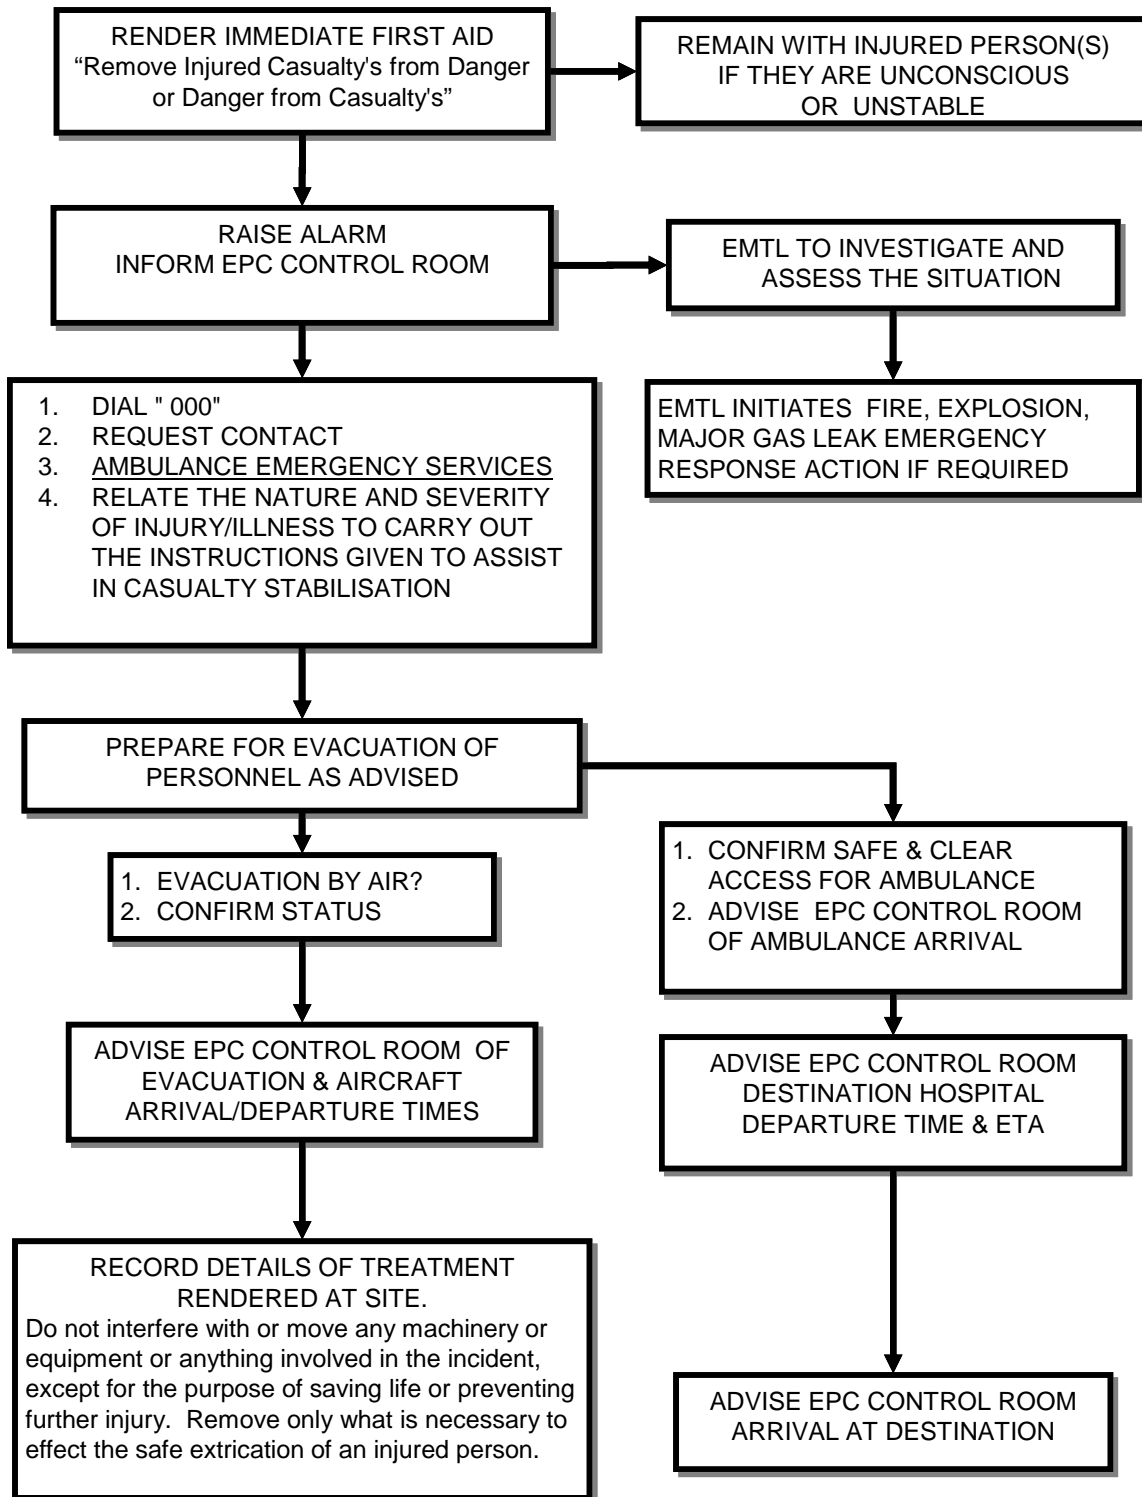 RENDER IMMEDIATE FIRST AID
“Remove Injured Casualty's from Danger
or Danger from Casualty's”
REMAIN WITH INJURED PERSON(S)
IF THEY ARE UNCONSCIOUS
OR UNSTABLE
RAISE ALARM
INFORM EPC CONTROL ROOM
EMTL TO INVESTIGATE AND
ASSESS THE SITUATION
1. DIAL " 000"
2. REQUEST CONTACT
3. AMBULANCE EMERGENCY SERVICES
4. RELATE THE NATURE AND SEVERITY
OF INJURY/ILLNESS TO CARRY OUT
THE INSTRUCTIONS GIVEN TO ASSIST
IN CASUALTY STABILISATION
EMTL INITIATES FIRE, EXPLOSION,
MAJOR GAS LEAK EMERGENCY
RESPONSE ACTION IF REQUIRED
PREPARE FOR EVACUATION OF
PERSONNEL AS ADVISED
1. EVACUATION BY AIR?
2. CONFIRM STATUS
1. CONFIRM SAFE & CLEAR
ACCESS FOR AMBULANCE
2. ADVISE EPC CONTROL ROOM
OF AMBULANCE ARRIVAL
ADVISE EPC CONTROL ROOM OF
EVACUATION & AIRCRAFT
ARRIVAL/DEPARTURE TIMES
ADVISE EPC CONTROL ROOM
DESTINATION HOSPITAL
DEPARTURE TIME & ETA
RECORD DETAILS OF TREATMENT
RENDERED AT SITE.
Do not interfere with or move any machinery or
equipment or anything involved in the incident,
except for the purpose of saving life or preventing
further injury. Remove only what is necessary to
effect the safe extrication of an injured person.
ADVISE EPC CONTROL ROOM
ARRIVAL AT DESTINATION